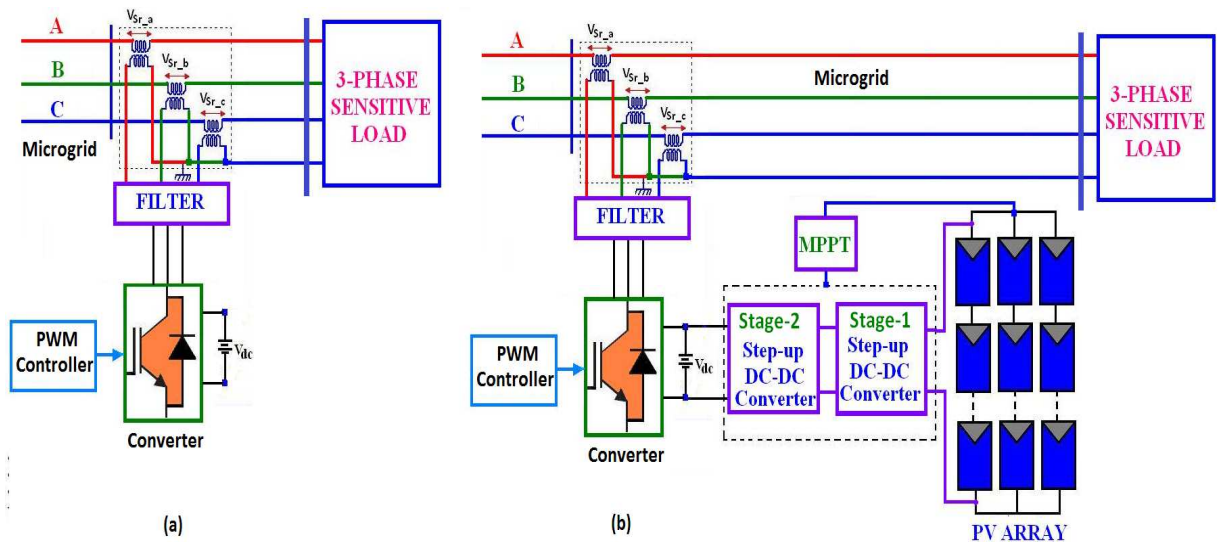 V_Sr_a
A
V_Sr_b
B
V_Sr_c
C
Microgrid
3-PHASE
SENSITIVE
LOAD
FILTER
PWM
Controller
V_dc
Converter
(a)
V_Sr_a
A
V_Sr_b
Microgrid
B
V_Sr_c
C
3-PHASE
SENSITIVE
LOAD
FILTER
MPPT
PWM
Controller
V_dc
Stage-2
Step-up
DC-DC
Converter
Stage-1
Step-up
DC-DC
Converter
Converter
(b)
PV ARRAY